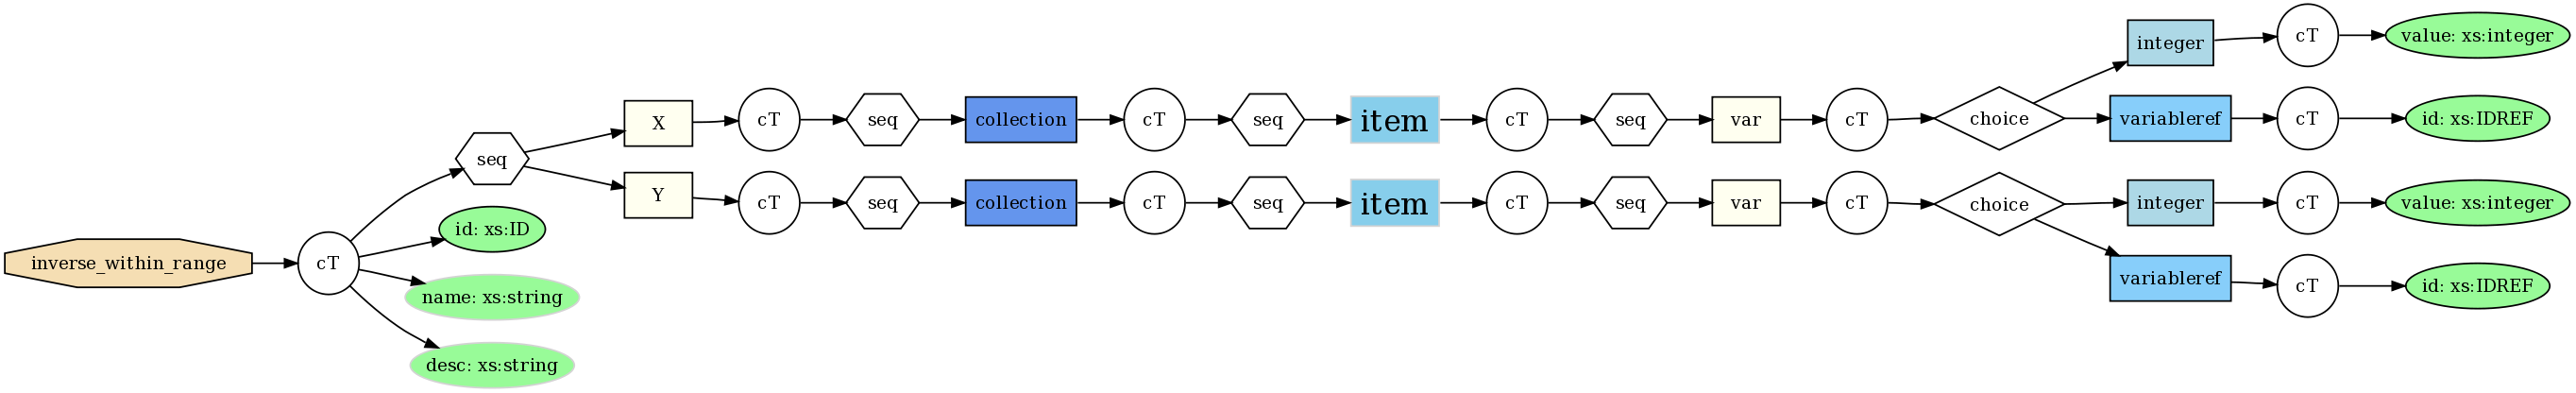 inverse_within_range
cT
seq
id: xs:ID
name: xs:string
desc: xs:string
X
cT
seq
collection
cT
seq
item
cT
seq
var
cT
choice
integer
cT
value: xs:integer
variableref
cT
id: xs:IDREF
Y
cT
seq
collection
cT
seq
item
cT
seq
var
cT
choice
integer
cT
value: xs:integer
variableref
cT
id: xs:IDREF